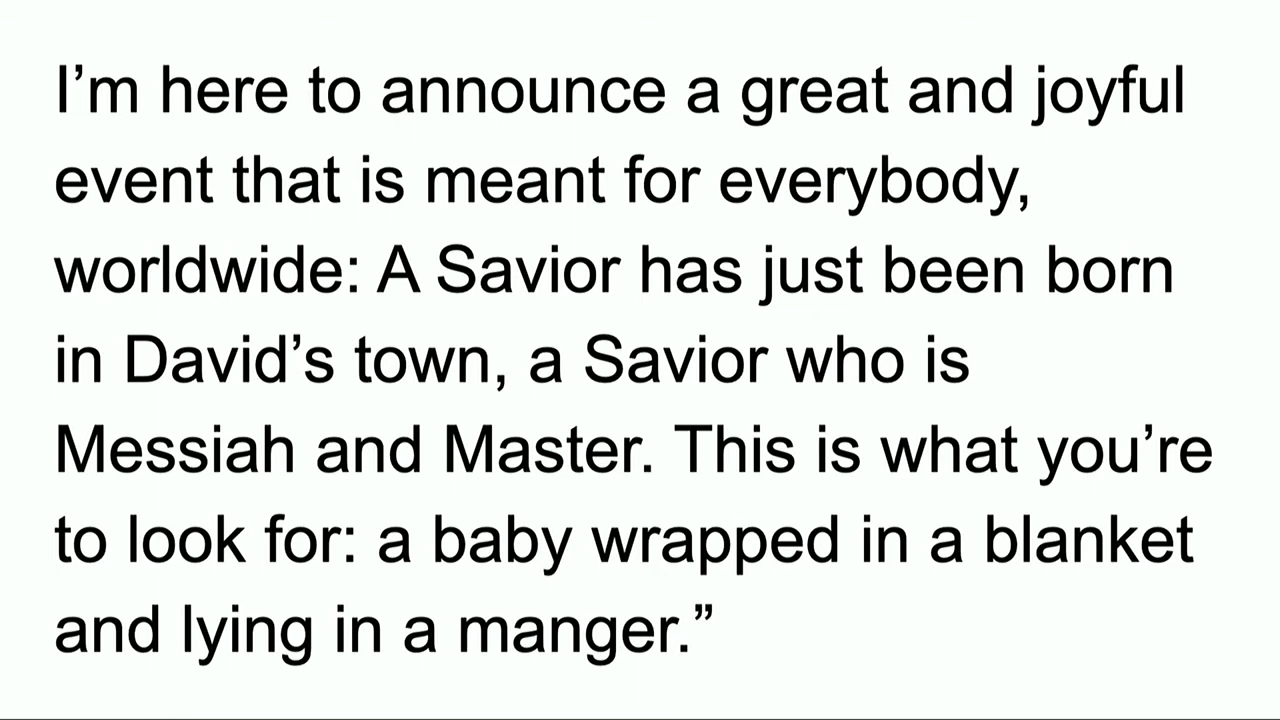 I’m here to announce a great and joyful
event that is meant for everybody,
worldwide: A Savior has just been born
in David’s town, a Savior who is
Messiah and Master. This is what you’re
to look for: a baby wrapped in a blanket
and lying in a manger.”